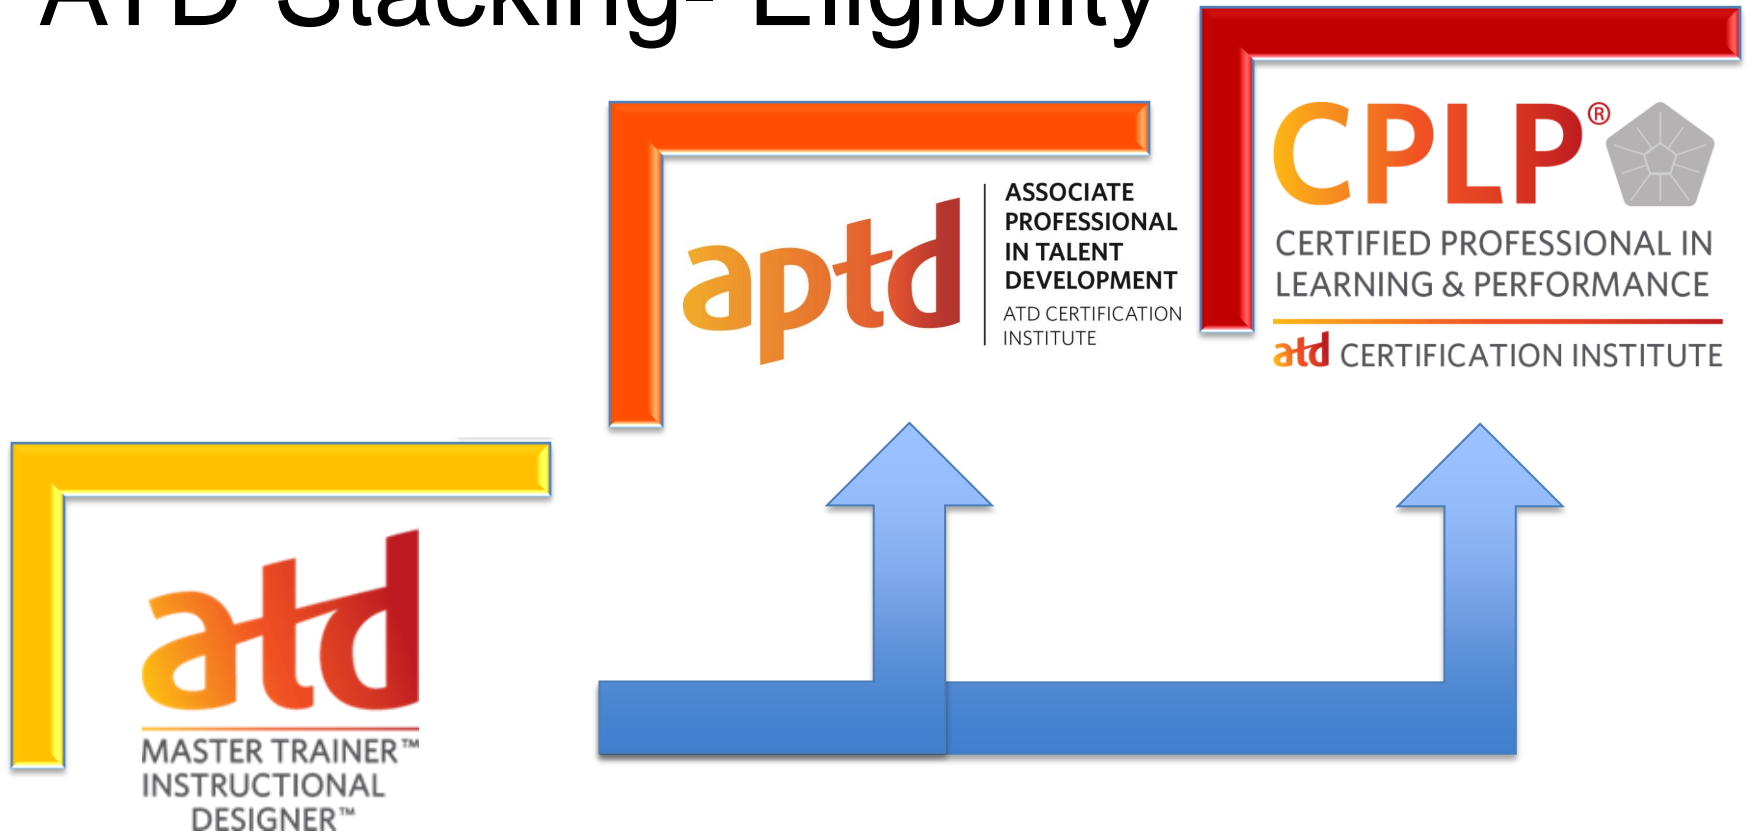 ATD Stacking- Eligibility
CPLP®
CERTIFIED PROFESSIONAL IN
LEARNING & PERFORMANCE
atd CERTIFICATION INSTITUTE
aptd
ASSOCIATE
PROFESSIONAL
IN TALENT
DEVELOPMENT
ATD CERTIFICATION
INSTITUTE
atd
MASTER TRAINER™
INSTRUCTIONAL
DESIGNER™